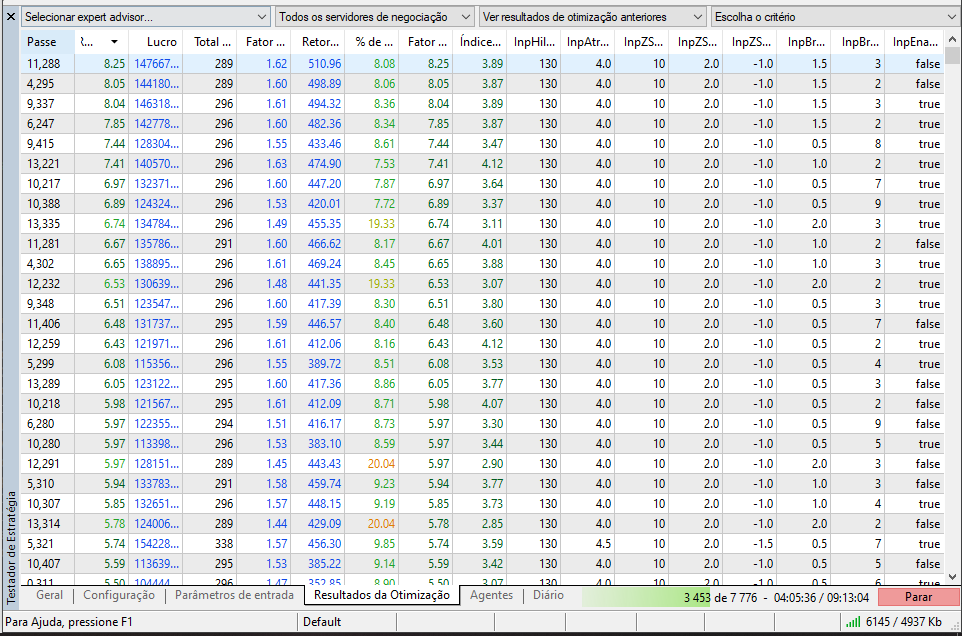 Selecionar expert advisor... Todos os servidores de negociação Ver resultados de otimização anteriores Escolha o critério
Passe R... Lucro Total ... Fator ... Retor... % de ... Fator ... Índice... InpHil... InpAtr... InpZS... InpZS... InpZS... InpBr... InpBr... InpEna...
11,288 8.25 147667... 289 1.62 510.96 8.08 8.25 3.89 130 4.0 10 2.0 -1.0 1.5 3 false
4,295 8.05 144180... 289 1.60 498.89 8.06 8.05 3.87 130 4.0 10 2.0 -1.0 1.5 2 false
9,337 8.04 146318... 296 1.61 494.32 8.36 8.04 3.89 130 4.0 10 2.0 -1.0 1.5 3 true
6,247 7.85 142778... 296 1.60 482.36 8.34 7.85 3.87 130 4.0 10 2.0 -1.0 1.5 2 true
9,415 7.44 128304... 296 1.55 433.46 8.61 7.44 3.47 130 4.0 10 2.0 -1.0 0.5 8 true
13,221 7.41 140570... 296 1.63 474.90 7.53 7.41 4.12 130 4.0 10 2.0 -1.0 1.0 2 true
10,217 6.97 132371... 296 1.60 447.20 7.87 6.97 3.64 130 4.0 10 2.0 -1.0 0.5 7 true
10,388 6.89 124324... 296 1.53 420.01 7.72 6.89 3.37 130 4.0 10 2.0 -1.0 0.5 9 true
13,335 6.74 134784... 296 1.49 455.35 19.33 6.74 3.11 130 4.0 10 2.0 -1.0 2.0 3 true
11,281 6.67 135786... 291 1.60 466.62 8.17 6.67 4.01 130 4.0 10 2.0 -1.0 1.0 2 false
4,302 6.65 138895... 296 1.61 469.24 8.45 6.65 3.88 130 4.0 10 2.0 -1.0 1.0 3 true
12,232 6.53 130639... 296 1.48 441.35 19.33 6.53 3.07 130 4.0 10 2.0 -1.0 2.0 2 true
9,348 6.51 123547... 296 1.60 417.39 8.30 6.51 3.80 130 4.0 10 2.0 -1.0 0.5 3 true
11,406 6.48 131737... 295 1.59 446.57 8.40 6.48 3.60 130 4.0 10 2.0 -1.0 0.5 7 false
12,259 6.43 121971... 296 1.61 412.06 8.16 6.43 4.12 130 4.0 10 2.0 -1.0 0.5 2 true
5,299 6.08 115356... 296 1.55 389.72 8.51 6.08 3.53 130 4.0 10 2.0 -1.0 0.5 4 true
13,289 6.05 123122... 295 1.60 417.36 8.86 6.05 3.77 130 4.0 10 2.0 -1.0 0.5 3 false
10,218 5.98 121567... 295 1.61 412.09 8.71 5.98 4.07 130 4.0 10 2.0 -1.0 0.5 2 false
6,280 5.97 122355... 294 1.51 416.17 8.73 5.97 3.30 130 4.0 10 2.0 -1.0 0.5 9 false
10,280 5.97 113398... 296 1.53 383.10 8.59 5.97 3.44 130 4.0 10 2.0 -1.0 0.5 5 true
12,291 5.97 128151... 289 1.45 443.43 20.04 5.97 2.90 130 4.0 10 2.0 -1.0 2.0 3 false
5,310 5.94 133783... 291 1.58 459.74 9.23 5.94 3.77 130 4.0 10 2.0 -1.0 1.0 3 false
10,307 5.85 132651... 296 1.57 448.15 9.19 5.85 3.73 130 4.0 10 2.0 -1.0 1.0 4 true
13,314 5.78 124006... 289 1.44 429.09 20.04 5.78 2.85 130 4.0 10 2.0 -1.0 2.0 2 false
5,321 5.74 154228... 338 1.57 456.30 9.85 5.74 3.59 130 4.5 10 2.0 -1.5 0.5 7 true
10,407 5.59 113639... 295 1.53 385.22 9.14 5.59 3.42 130 4.0 10 2.0 -1.0 0.5 5 false
0,311 5.50 104444... 296 1.47 352.85 8.90 5.50 3.07 130 4.0 10 2.0 -1.0 0.5 6 true
Testador de Estratégia
Geral Configuração Parâmetros de entrada Resultados da Otimização Agentes Diário 3 453 de 7 776 - 04:05:36 / 09:13:04 Parar
Para Ajuda, pressione F1 Default 6145 / 4937 Kb